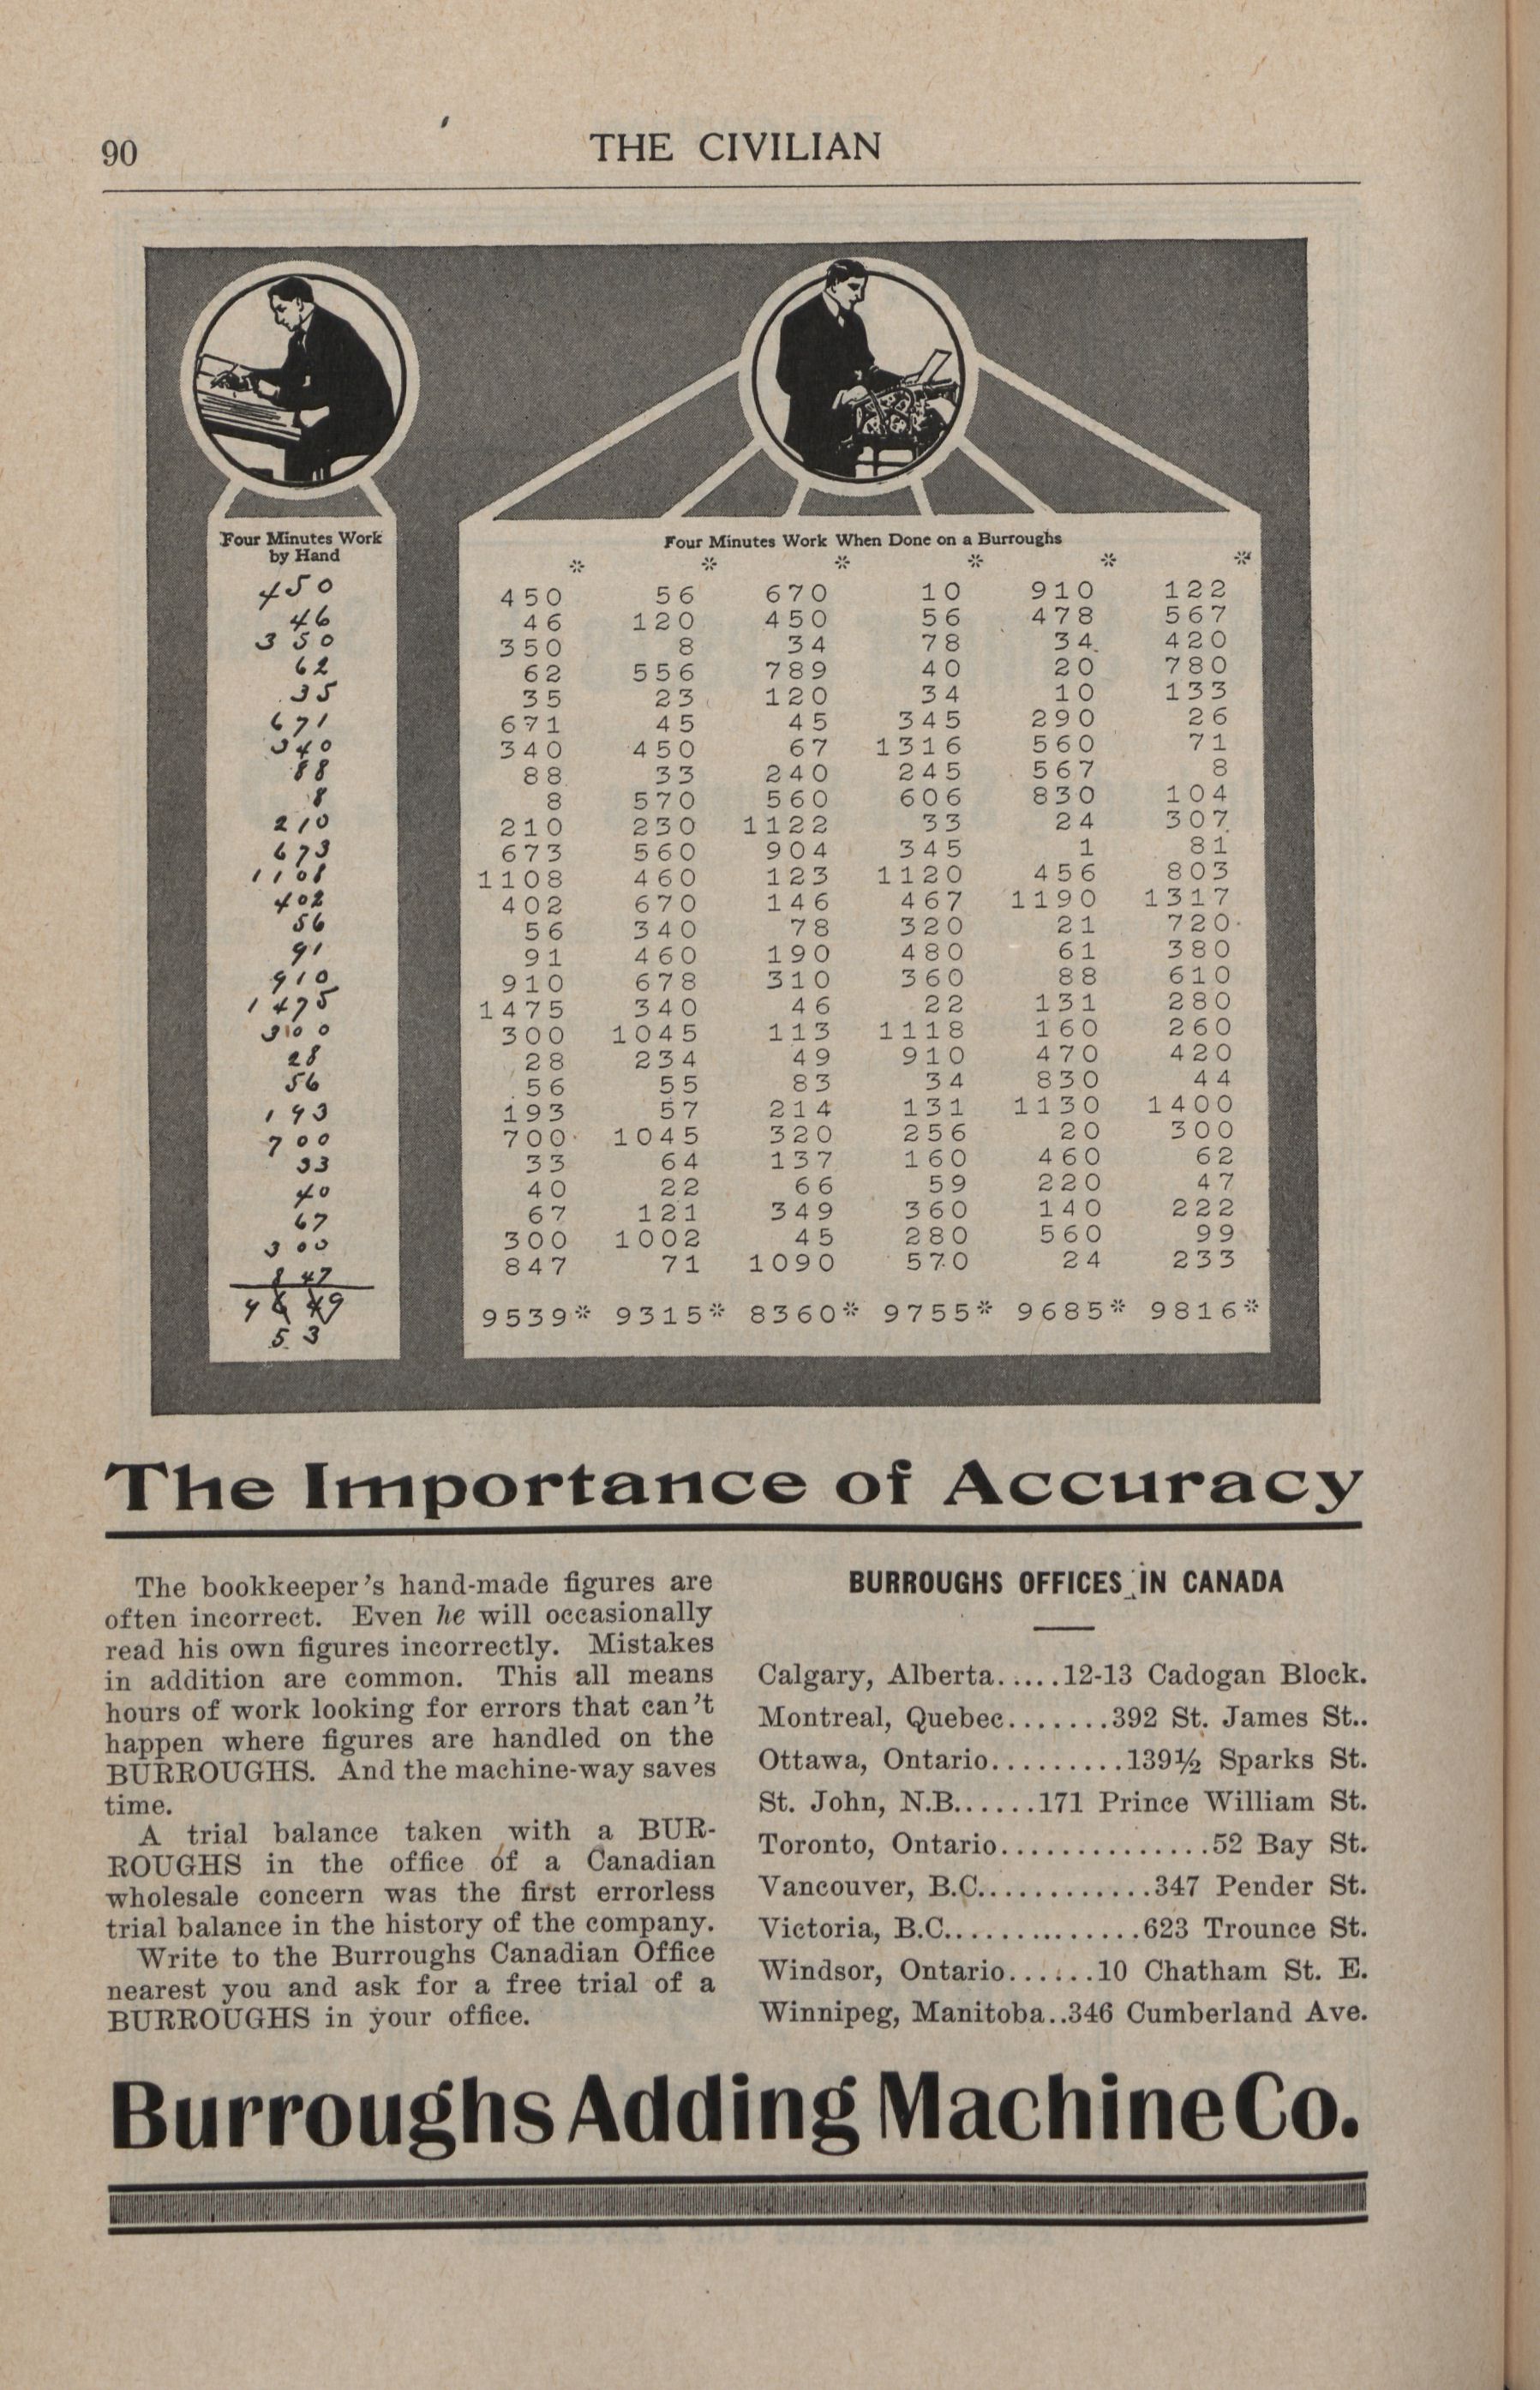 90
THE CIVILIAN
Four Minutes Work
by Hand
450
46
350
62
35
671
340
88
8
210
673
1108
402
56
91
910
1475
300
28
56
193
700
33
40
67
300
847
5 3
Four Minutes Work When Done on a Burroughs
* * * * * *
450 56 670 10 910 122
46 120 450 56 478 567
350 8 34 78 34 420
62 556 789 40 20 780
35 23 120 34 10 133
671 45 45 345 290 26
340 450 67 1316 560 71
88 33 240 245 567 8
8 570 560 606 830 104
210 230 1122 33 24 307
673 560 904 345 1 81
1108 460 123 1120 456 803
402 670 146 467 1190 1317
56 340 78 320 21 720
91 460 190 480 61 380
910 678 310 360 88 610
1475 340 46 22 131 280
300 1045 113 1118 160 260
28 234 49 910 470 420
56 55 83 34 830 44
193 57 214 131 1130 1400
700 1045 320 256 20 300
33 64 137 160 460 62
40 22 66 59 220 47
67 121 349 360 140 222
300 1002 45 280 560 99
847 71 1090 570 24 233
9539* 9315* 8360* 9755* 9685* 9816*
The Importance of Accuracy
The bookkeeper's hand-made figures are
often incorrect. Even he will occasionally
read his own figures incorrectly. Mistakes
in addition are common. This all means
hours of work looking for errors that can't
happen where figures are handled on the
BURROUGHS. And the machine-way saves
time.
A trial balance taken with a BUR-
ROUGHS in the office of a Canadian
wholesale concern was the first errorless
trial balance in the history of the company.
Write to the Burroughs Canadian Office
nearest you and ask for a free trial of a
BURROUGHS in your office.
BURROUGHS OFFICES IN CANADA
Calgary, Alberta.....12-13 Cadogan Block.
Montreal, Quebec.......392 St. James St..
Ottawa, Ontario.........139½ Sparks St.
St. John, N.B......171 Prince William St.
Toronto, Ontario..............52 Bay St.
Vancouver, B.C............347 Pender St.
Victoria, B.C..............623 Trounce St.
Windsor, Ontario......10 Chatham St. E.
Winnipeg, Manitoba..346 Cumberland Ave.
Burroughs Adding Machine Co.